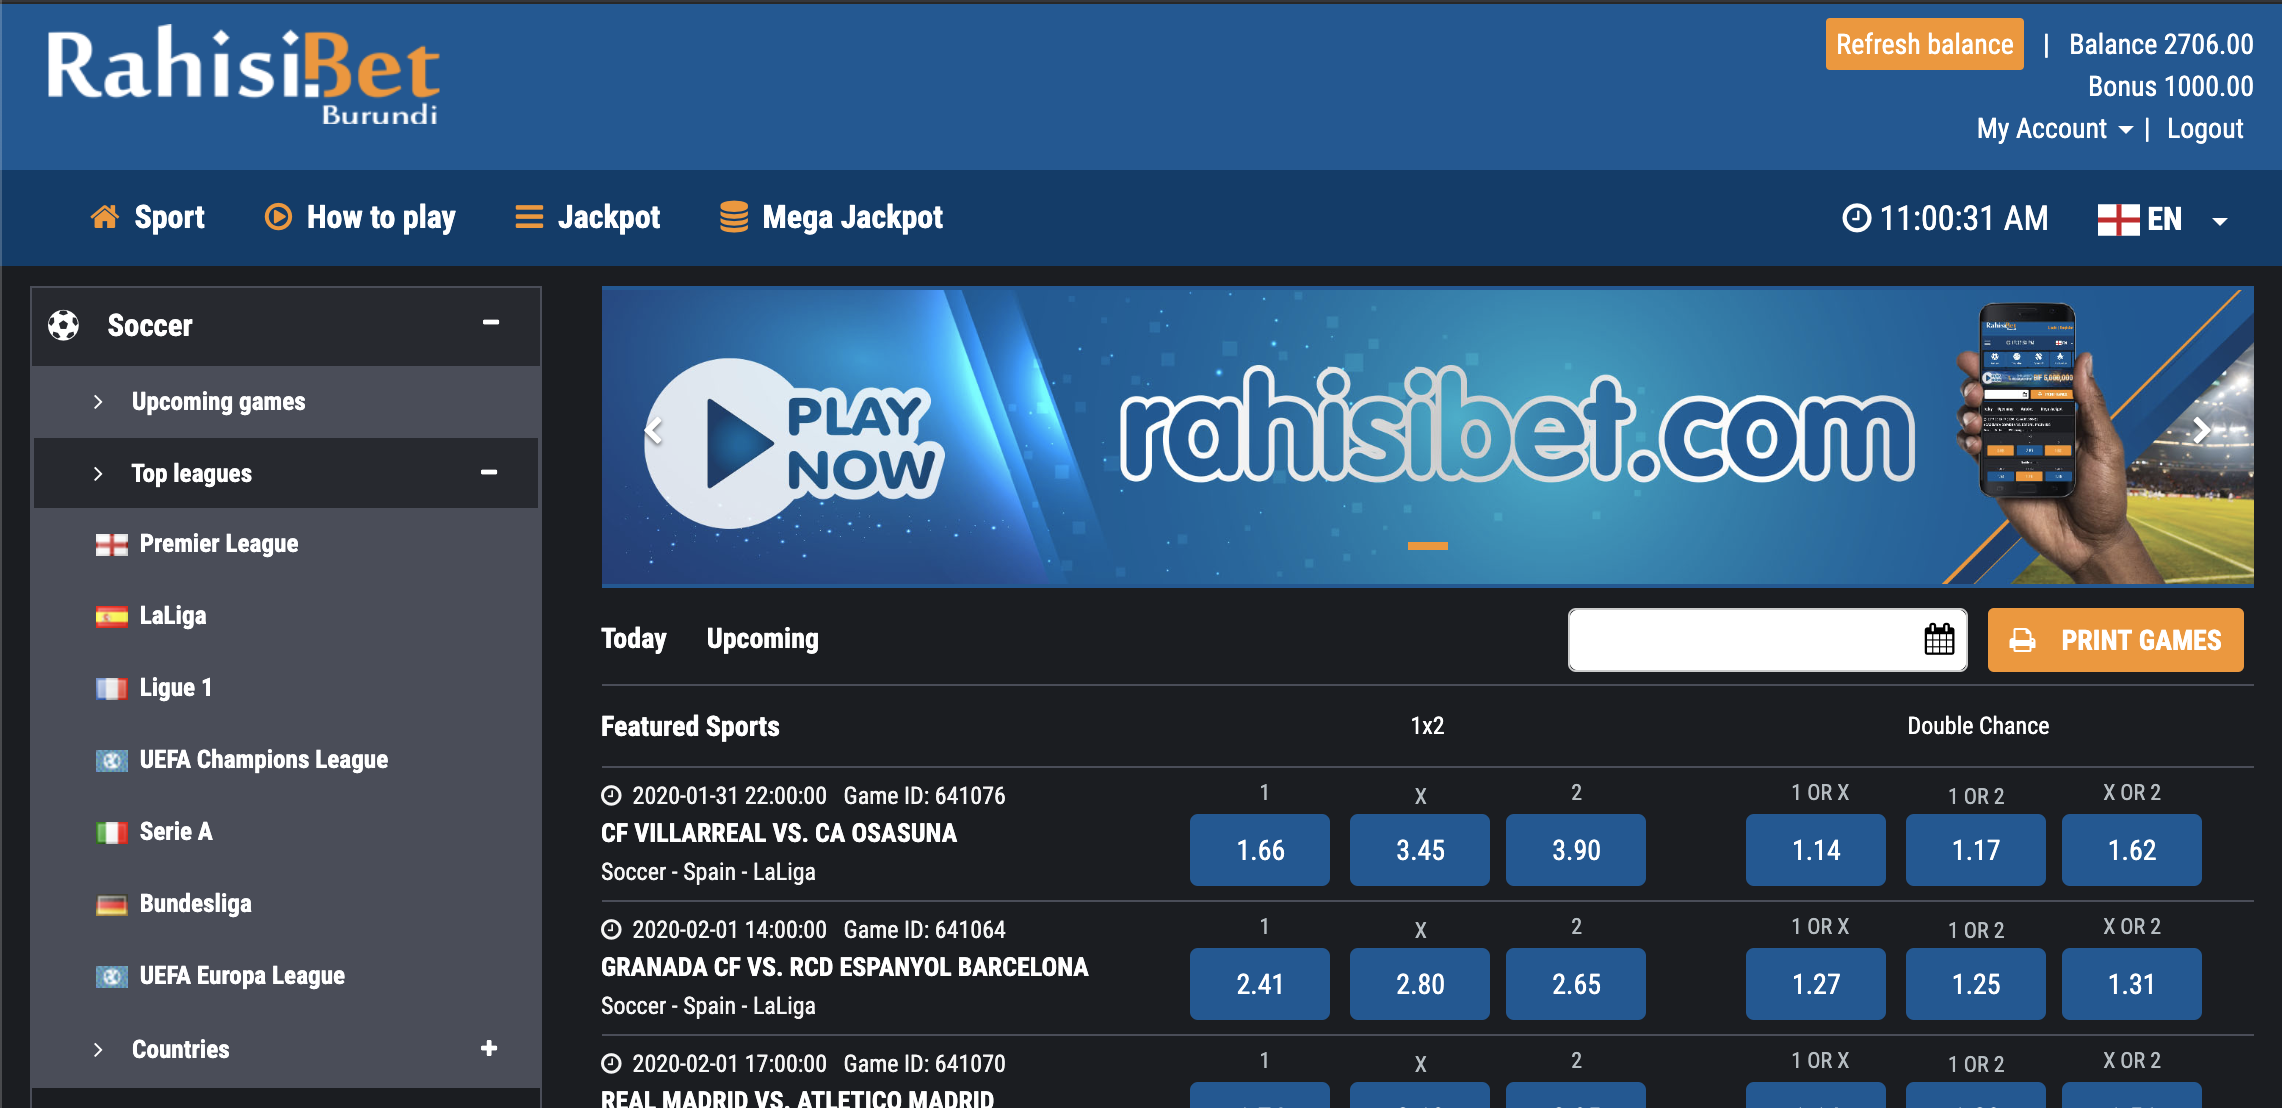 RahisiBet
Burundi
Refresh balance | Balance 2706.00
Bonus 1000.00
My Account | Logout
Sport
How to play
Jackpot
Mega Jackpot
11:00:31 AM
EN
Soccer
Upcoming games
Top leagues
Premier League
LaLiga
Ligue 1
UEFA Champions League
Serie A
Bundesliga
UEFA Europa League
Countries
PLAY
NOW
rahisibet.com
Today Upcoming
PRINT GAMES
Featured Sports 1x2 Double Chance
2020-01-31 22:00:00 Game ID: 641076
CF VILLARREAL VS. CA OSASUNA
Soccer - Spain - LaLiga
1 X 2 1 OR X 1 OR 2 X OR 2
1.66 3.45 3.90 1.14 1.17 1.62
2020-02-01 14:00:00 Game ID: 641064
GRANADA CF VS. RCD ESPANYOL BARCELONA
Soccer - Spain - LaLiga
1 X 2 1 OR X 1 OR 2 X OR 2
2.41 2.80 2.65 1.27 1.25 1.31
2020-02-01 17:00:00 Game ID: 641070
REAL MADRID VS. ATLETICO MADRID
1 X 2 1 OR X 1 OR 2 X OR 2